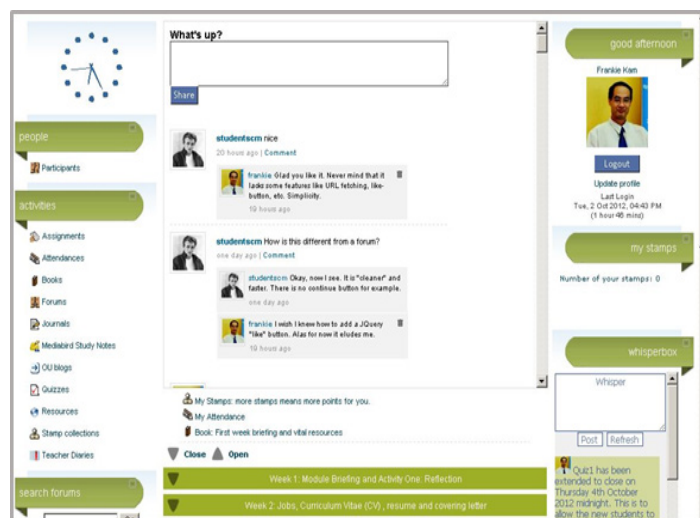 people
Participants
activities
Assignments
Attendances
Books
Forums
Journals
Mediabird Study Notes
OU blogs
Quizzes
Resources
Stamp collections
Teacher Diaries
search forums
What's up?
Share
studentscm nice
20 hours ago | Comment
frankie Glad you like it. Never mind that it
lacks some features like URL fetching, like-
button, etc. Simplicity.
19 hours ago
studentscm How is this different from a forum?
one day ago | Comment
studentscm Okay, now I see. It is "cleaner" and
faster. There is no continue button for example.
one day ago
frankie I wish I knew how to add a JQuery
"like" button. Alas for now it eludes me.
19 hours ago
My Stamps: more stamps means more points for you.
My Attendance
Book: First week briefing and vital resources
Close Open
Week 1: Module Briefing and Activity One. Reflection
Week 2: Jobs, Curriculum Vitae (CV) , resume and covering letter
good afternoon
Frankie Kam
Logout
Update profile
Last Login
Tue, 2 Oct 2012, 04:43 PM
(1 hour 46 mins)
my stamps
Number of your stamps: 0
whisperbox
Whisper
Post Refresh
Quiz1 has been
extended to close on
Thursday 4th October
2012 midnight. This is to
allow the new students to